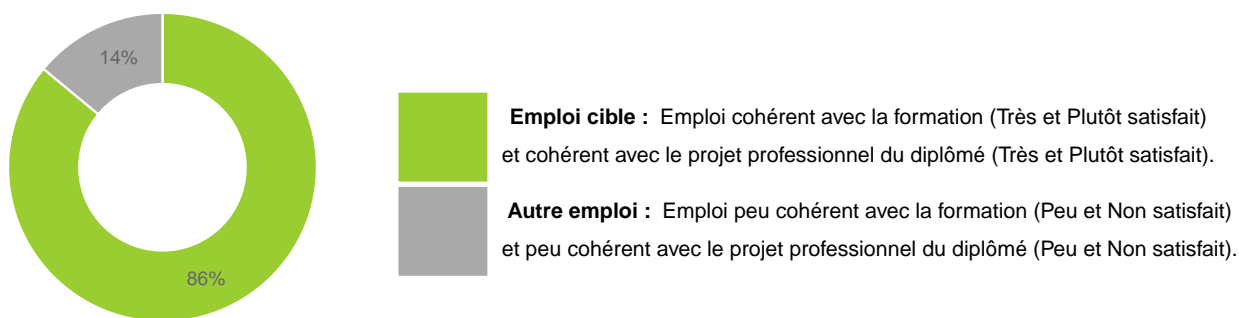 14%
86%
Emploi cible : Emploi cohérent avec la formation (Très et Plutôt satisfait)
et cohérent avec le projet professionnel du diplômé (Très et Plutôt satisfait).
Autre emploi : Emploi peu cohérent avec la formation (Peu et Non satisfait)
et peu cohérent avec le projet professionnel du diplômé (Peu et Non satisfait).